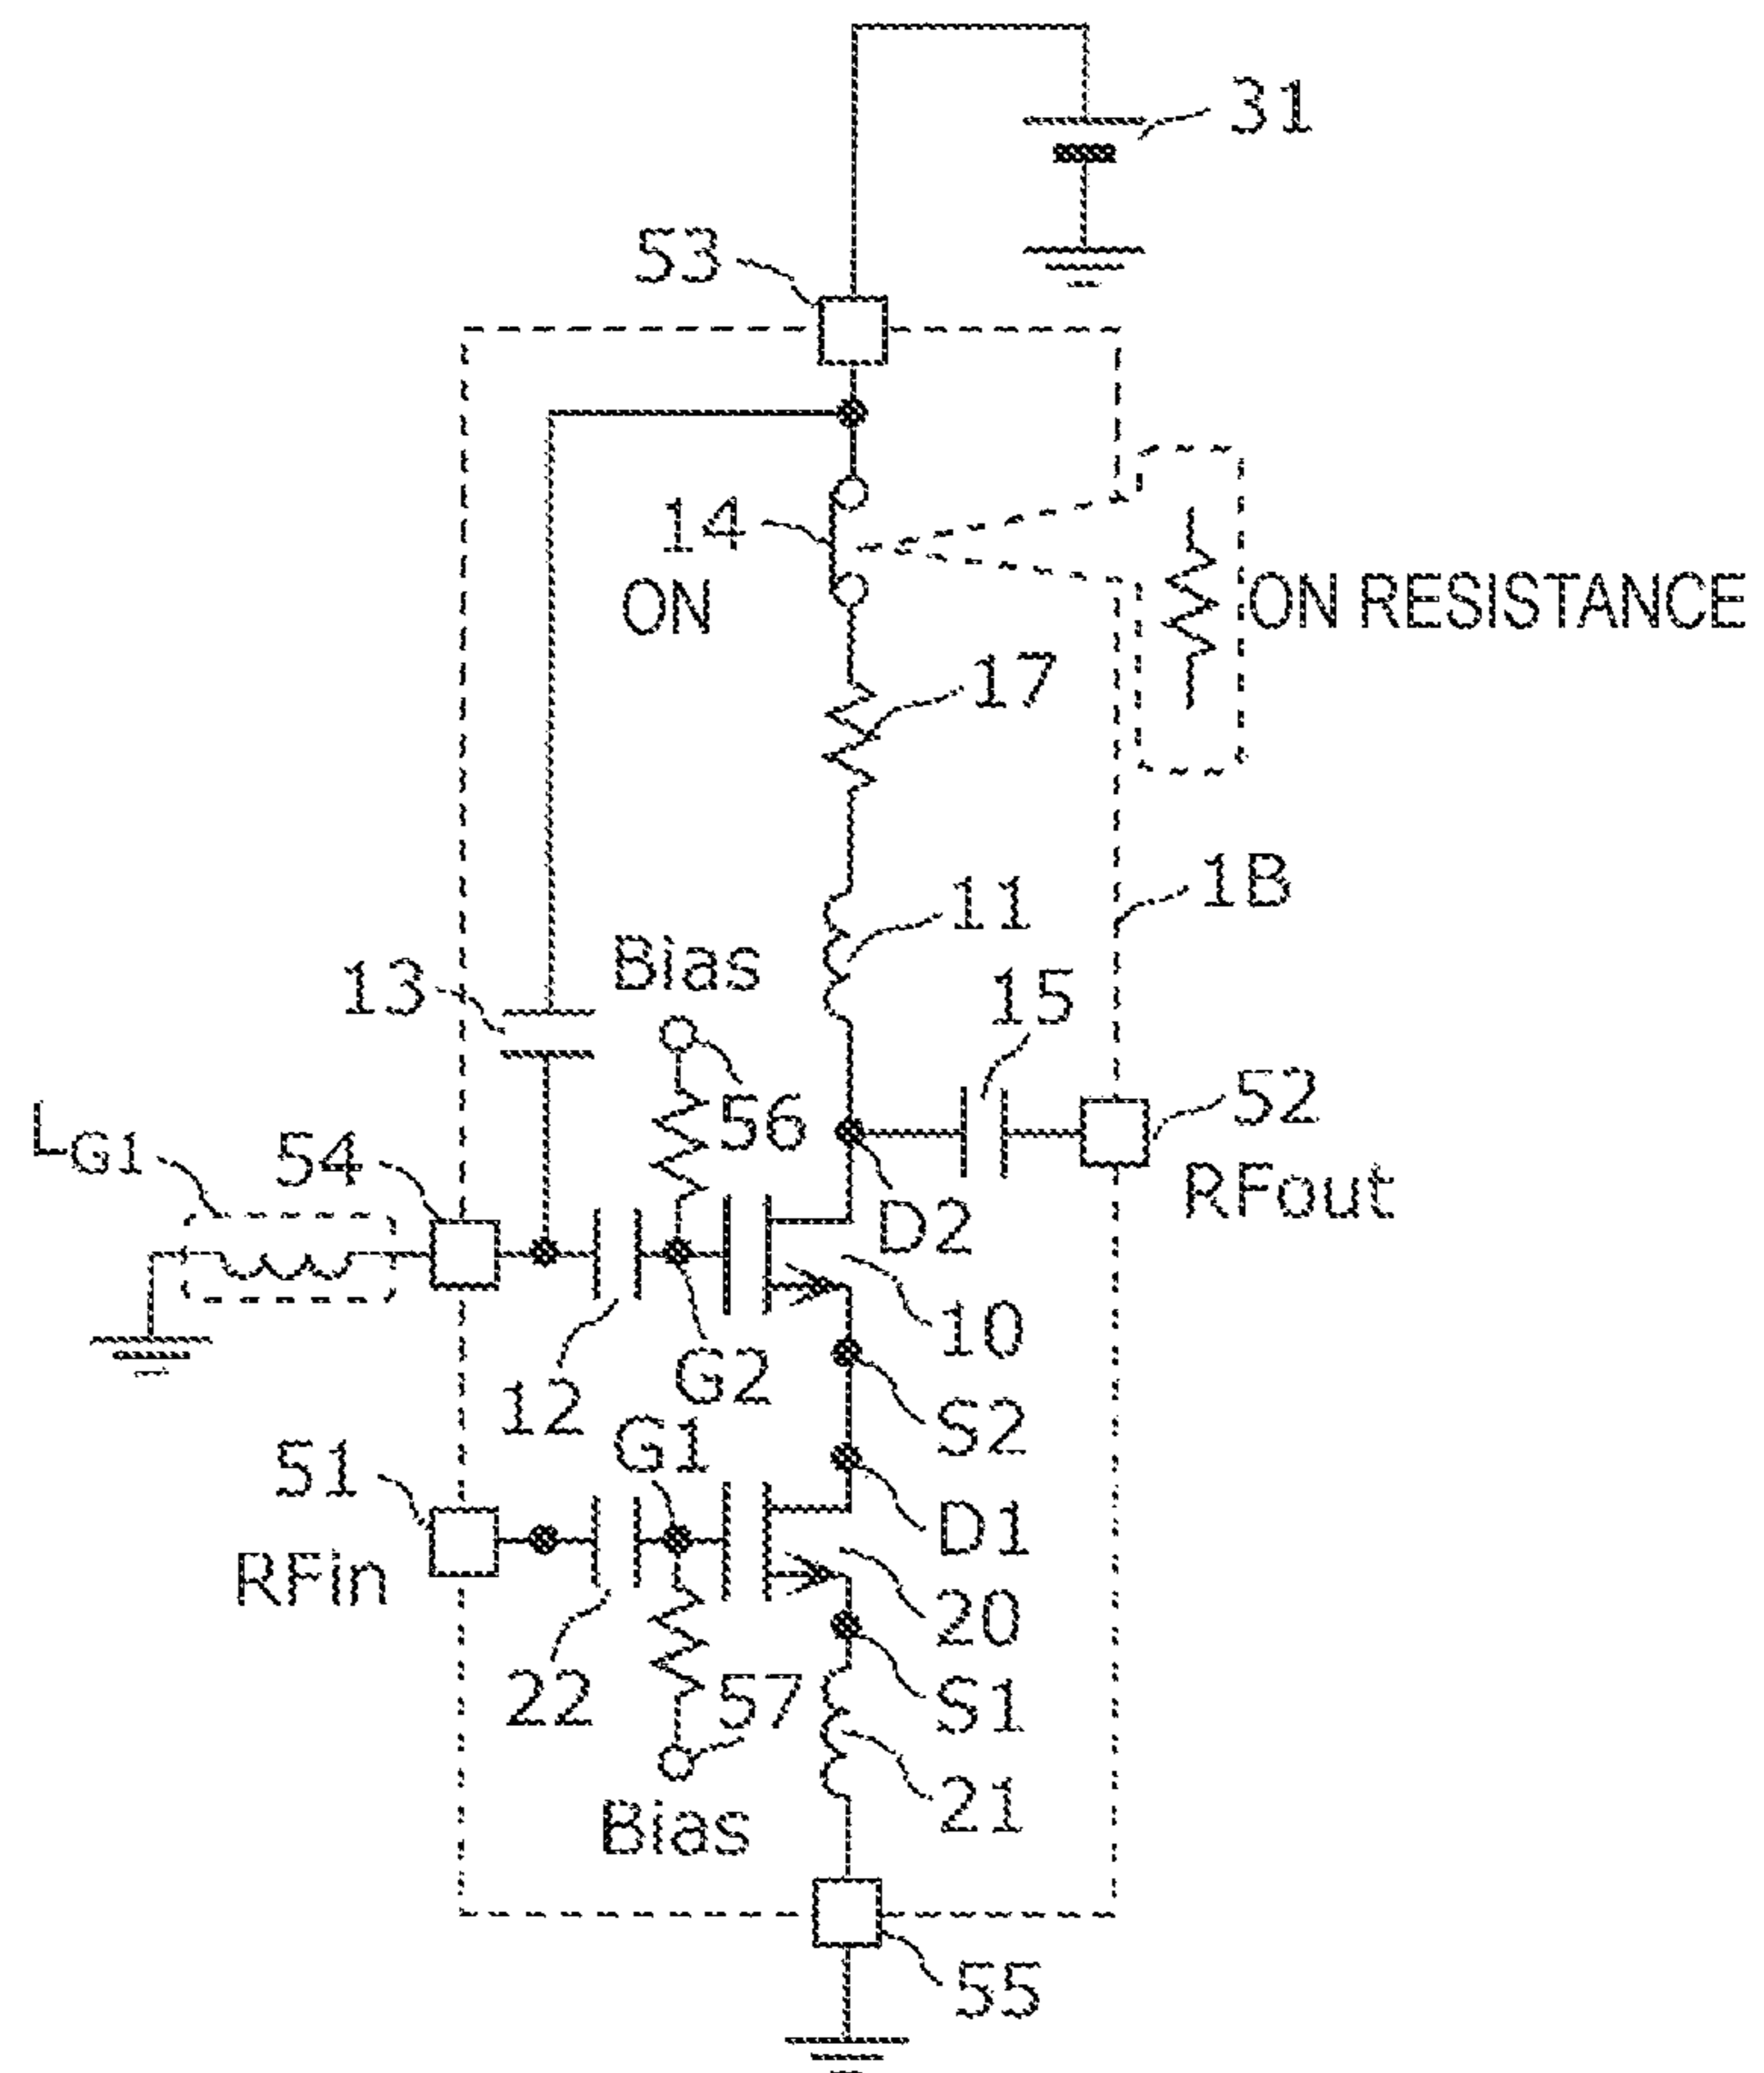 31
53
14
ON
ON RESISTANCE
17
1B
11
Bias
13
15
56
52
LG1
54
RFout
D2
10
G2
12
S2
G1
51
D1
RFin
20
22
57
S1
21
Bias
55